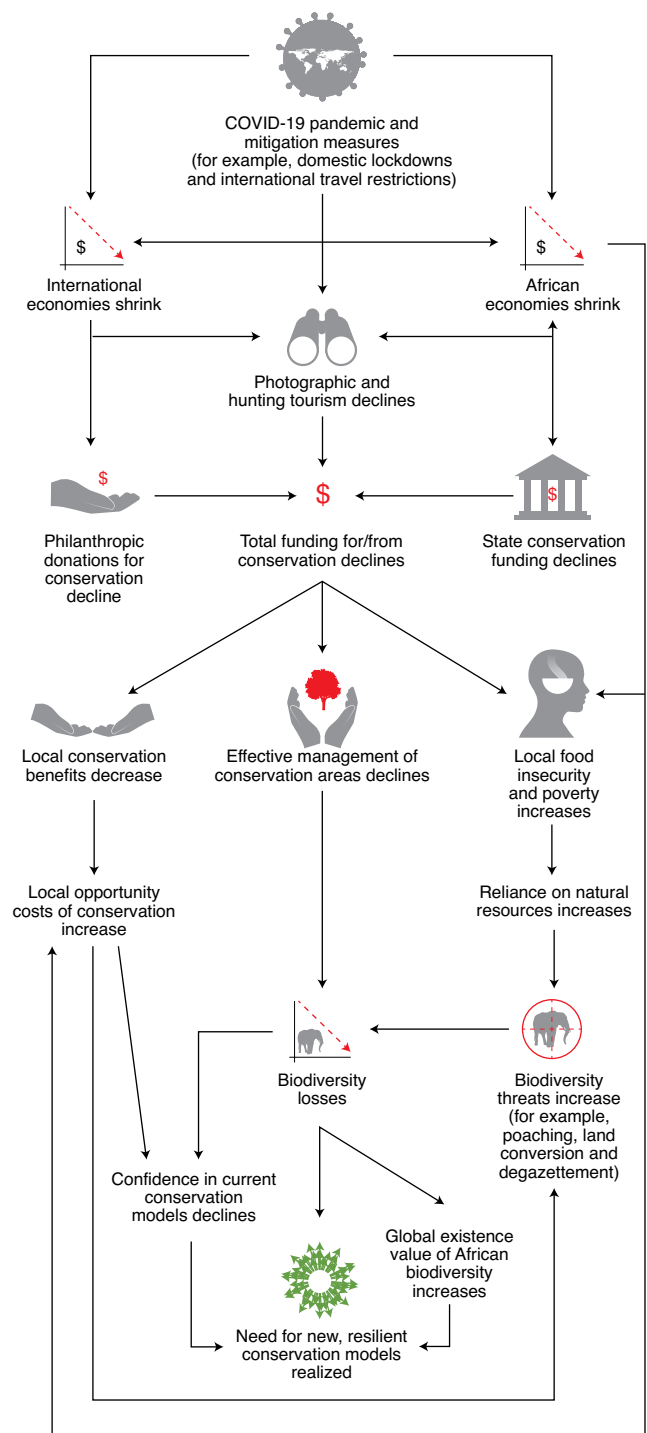 COVID-19 pandemic and
mitigation measures
(for example, domestic lockdowns
and international travel restrictions)
$
International
economies shrink
$
African
economies shrink
Photographic and
hunting tourism declines
$
Philanthropic
donations for
conservation
decline
$
Total funding for/from
conservation declines
$
State conservation
funding declines
Local conservation
benefits decrease
Effective management of
conservation areas declines
Local food
insecurity
and poverty
increases
Local opportunity
costs of conservation
increase
Reliance on natural
resources increases
Biodiversity
losses
Biodiversity
threats increase
(for example,
poaching, land
conversion and
degazettement)
Confidence in current
conservation
models declines
Global existence
value of African
biodiversity
increases
Need for new, resilient
conservation models
realized